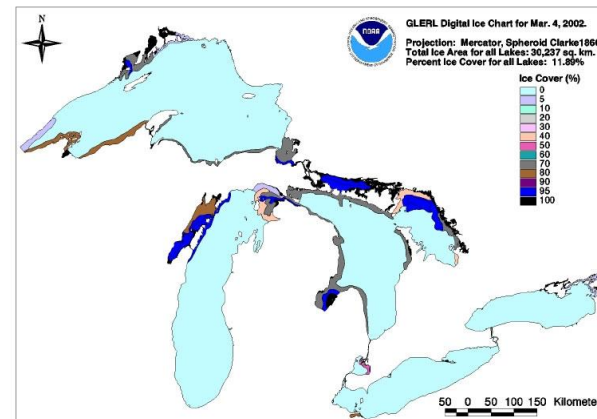 N
NOAA
GLERL Digital Ice Chart for Mar. 4, 2002.
Projection: Mercator, Spheroid Clarke1866
Total Ice Area for all Lakes: 30,237 sq. km.
Percent Ice Cover for all Lakes: 11.89%
Ice Cover (%)
0
5
10
20
30
40
50
60
70
80
90
95
100
50 0 50 100 150 Kilomete